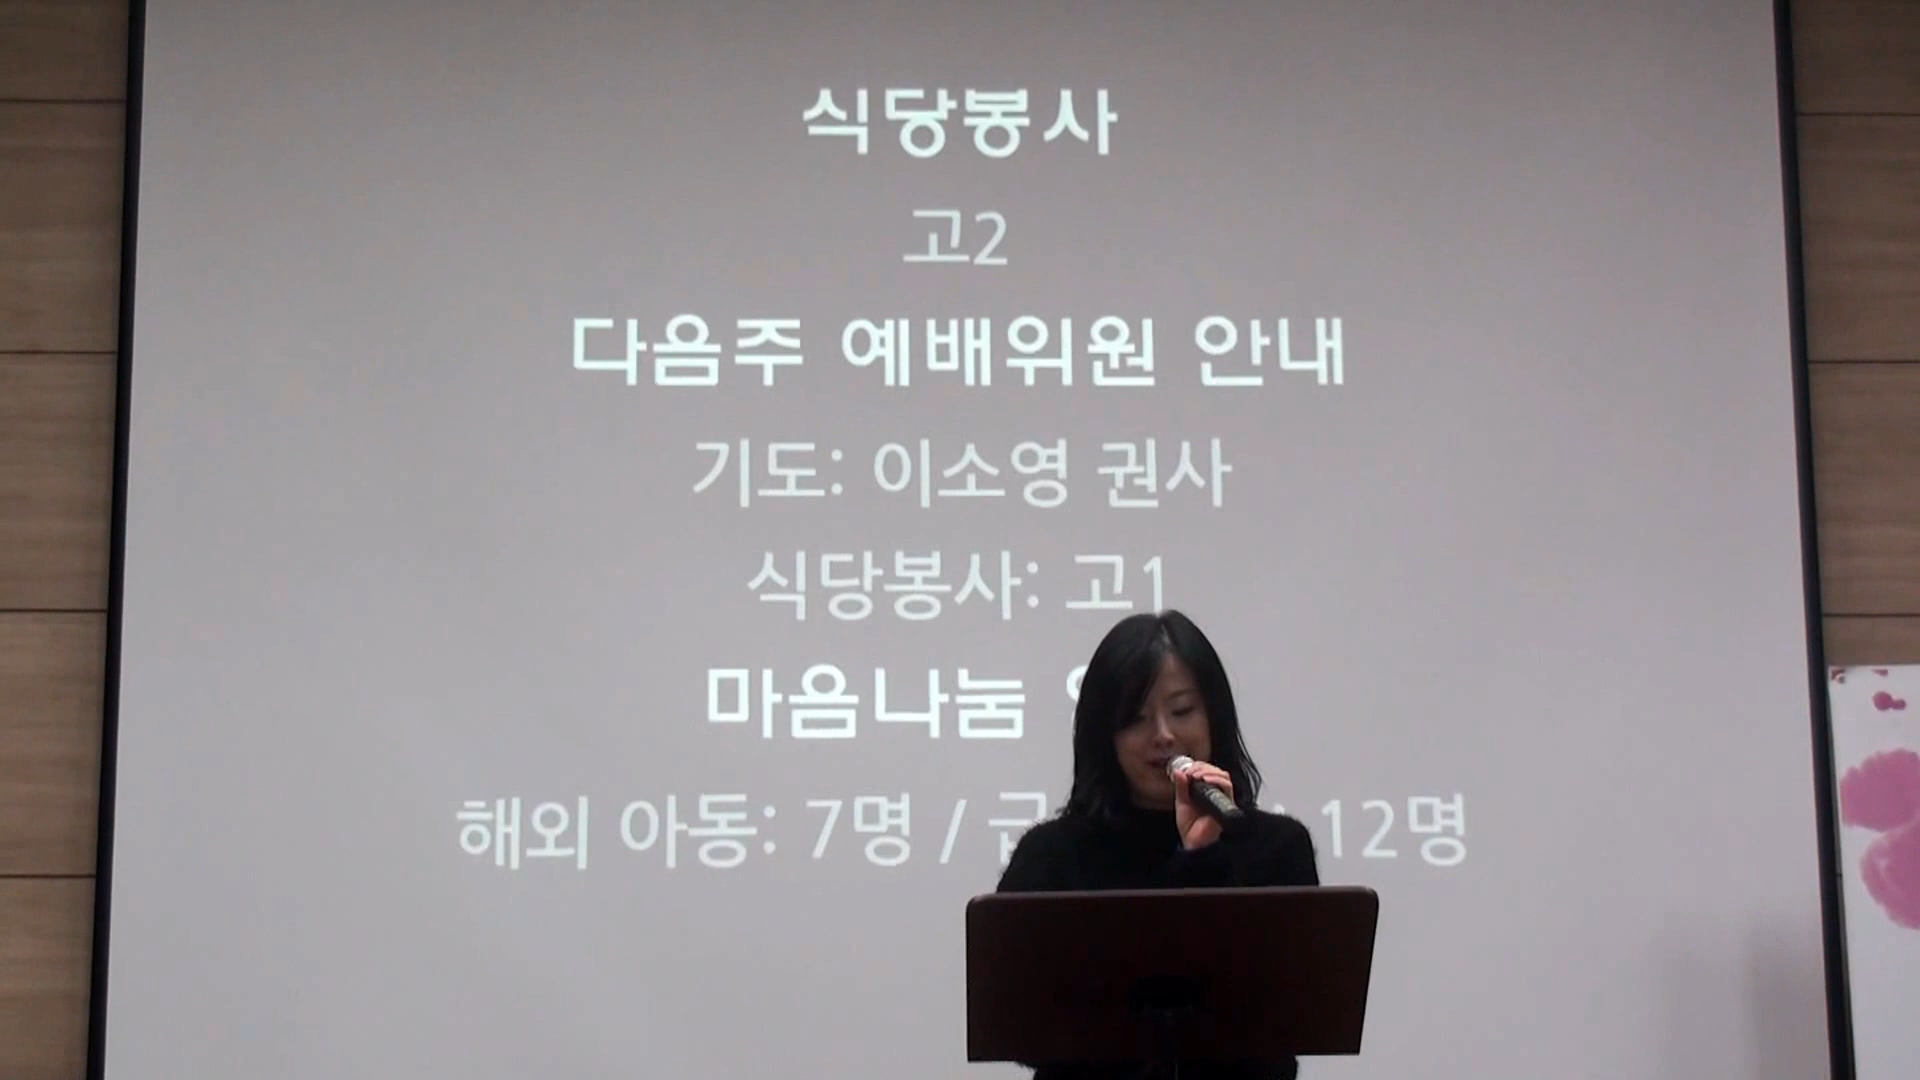 식당봉사
고2
다음주 예배위원 안내
기도: 이소영 권사
식당봉사: 고1
마음나눔
해외 아동: 7명 / 12명